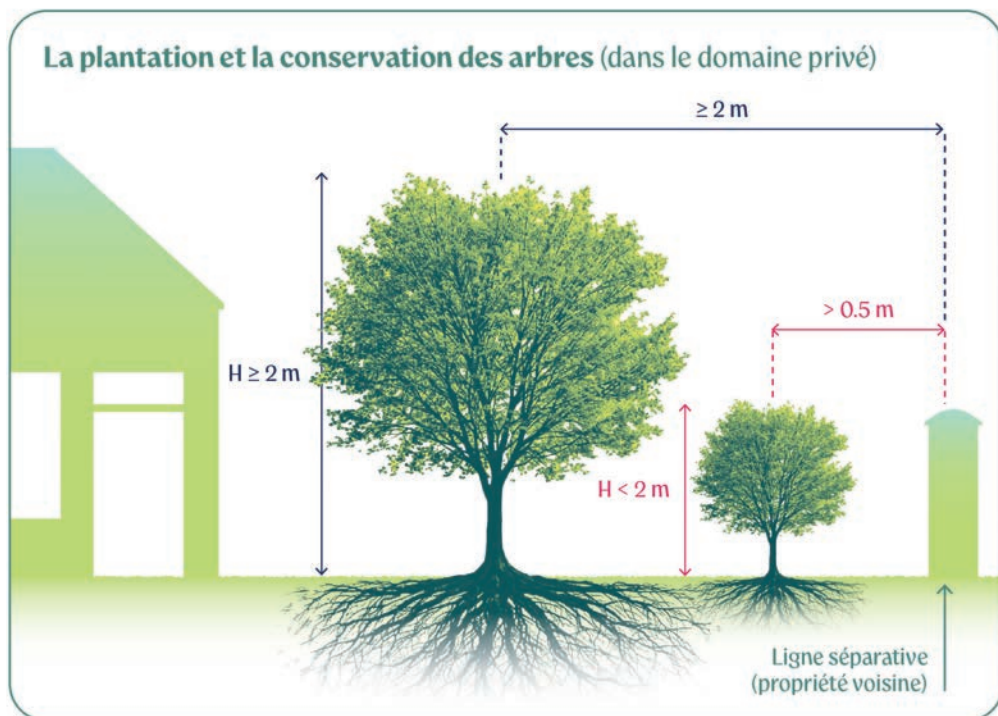 La plantation et la conservation des arbres (dans le domaine privé)
≥ 2 m
> 0.5 m
H ≥ 2 m
H < 2 m
Ligne séparative
(propriété voisine)